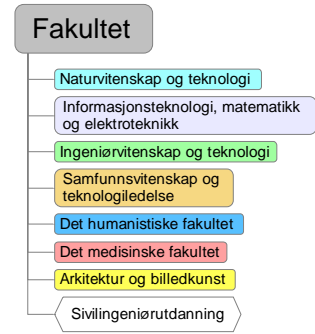 Fakultet
Naturvitenskap og teknologi
Informasjonsteknologi, matematikk
og elektroteknikk
Ingeniørvitenskap og teknologi
Samfunnsvitenskap og
teknologiledelse
Det humanistiske fakultet
Det medisinske fakultet
Arkitektur og billedkunst
Sivilingeniørutdanning